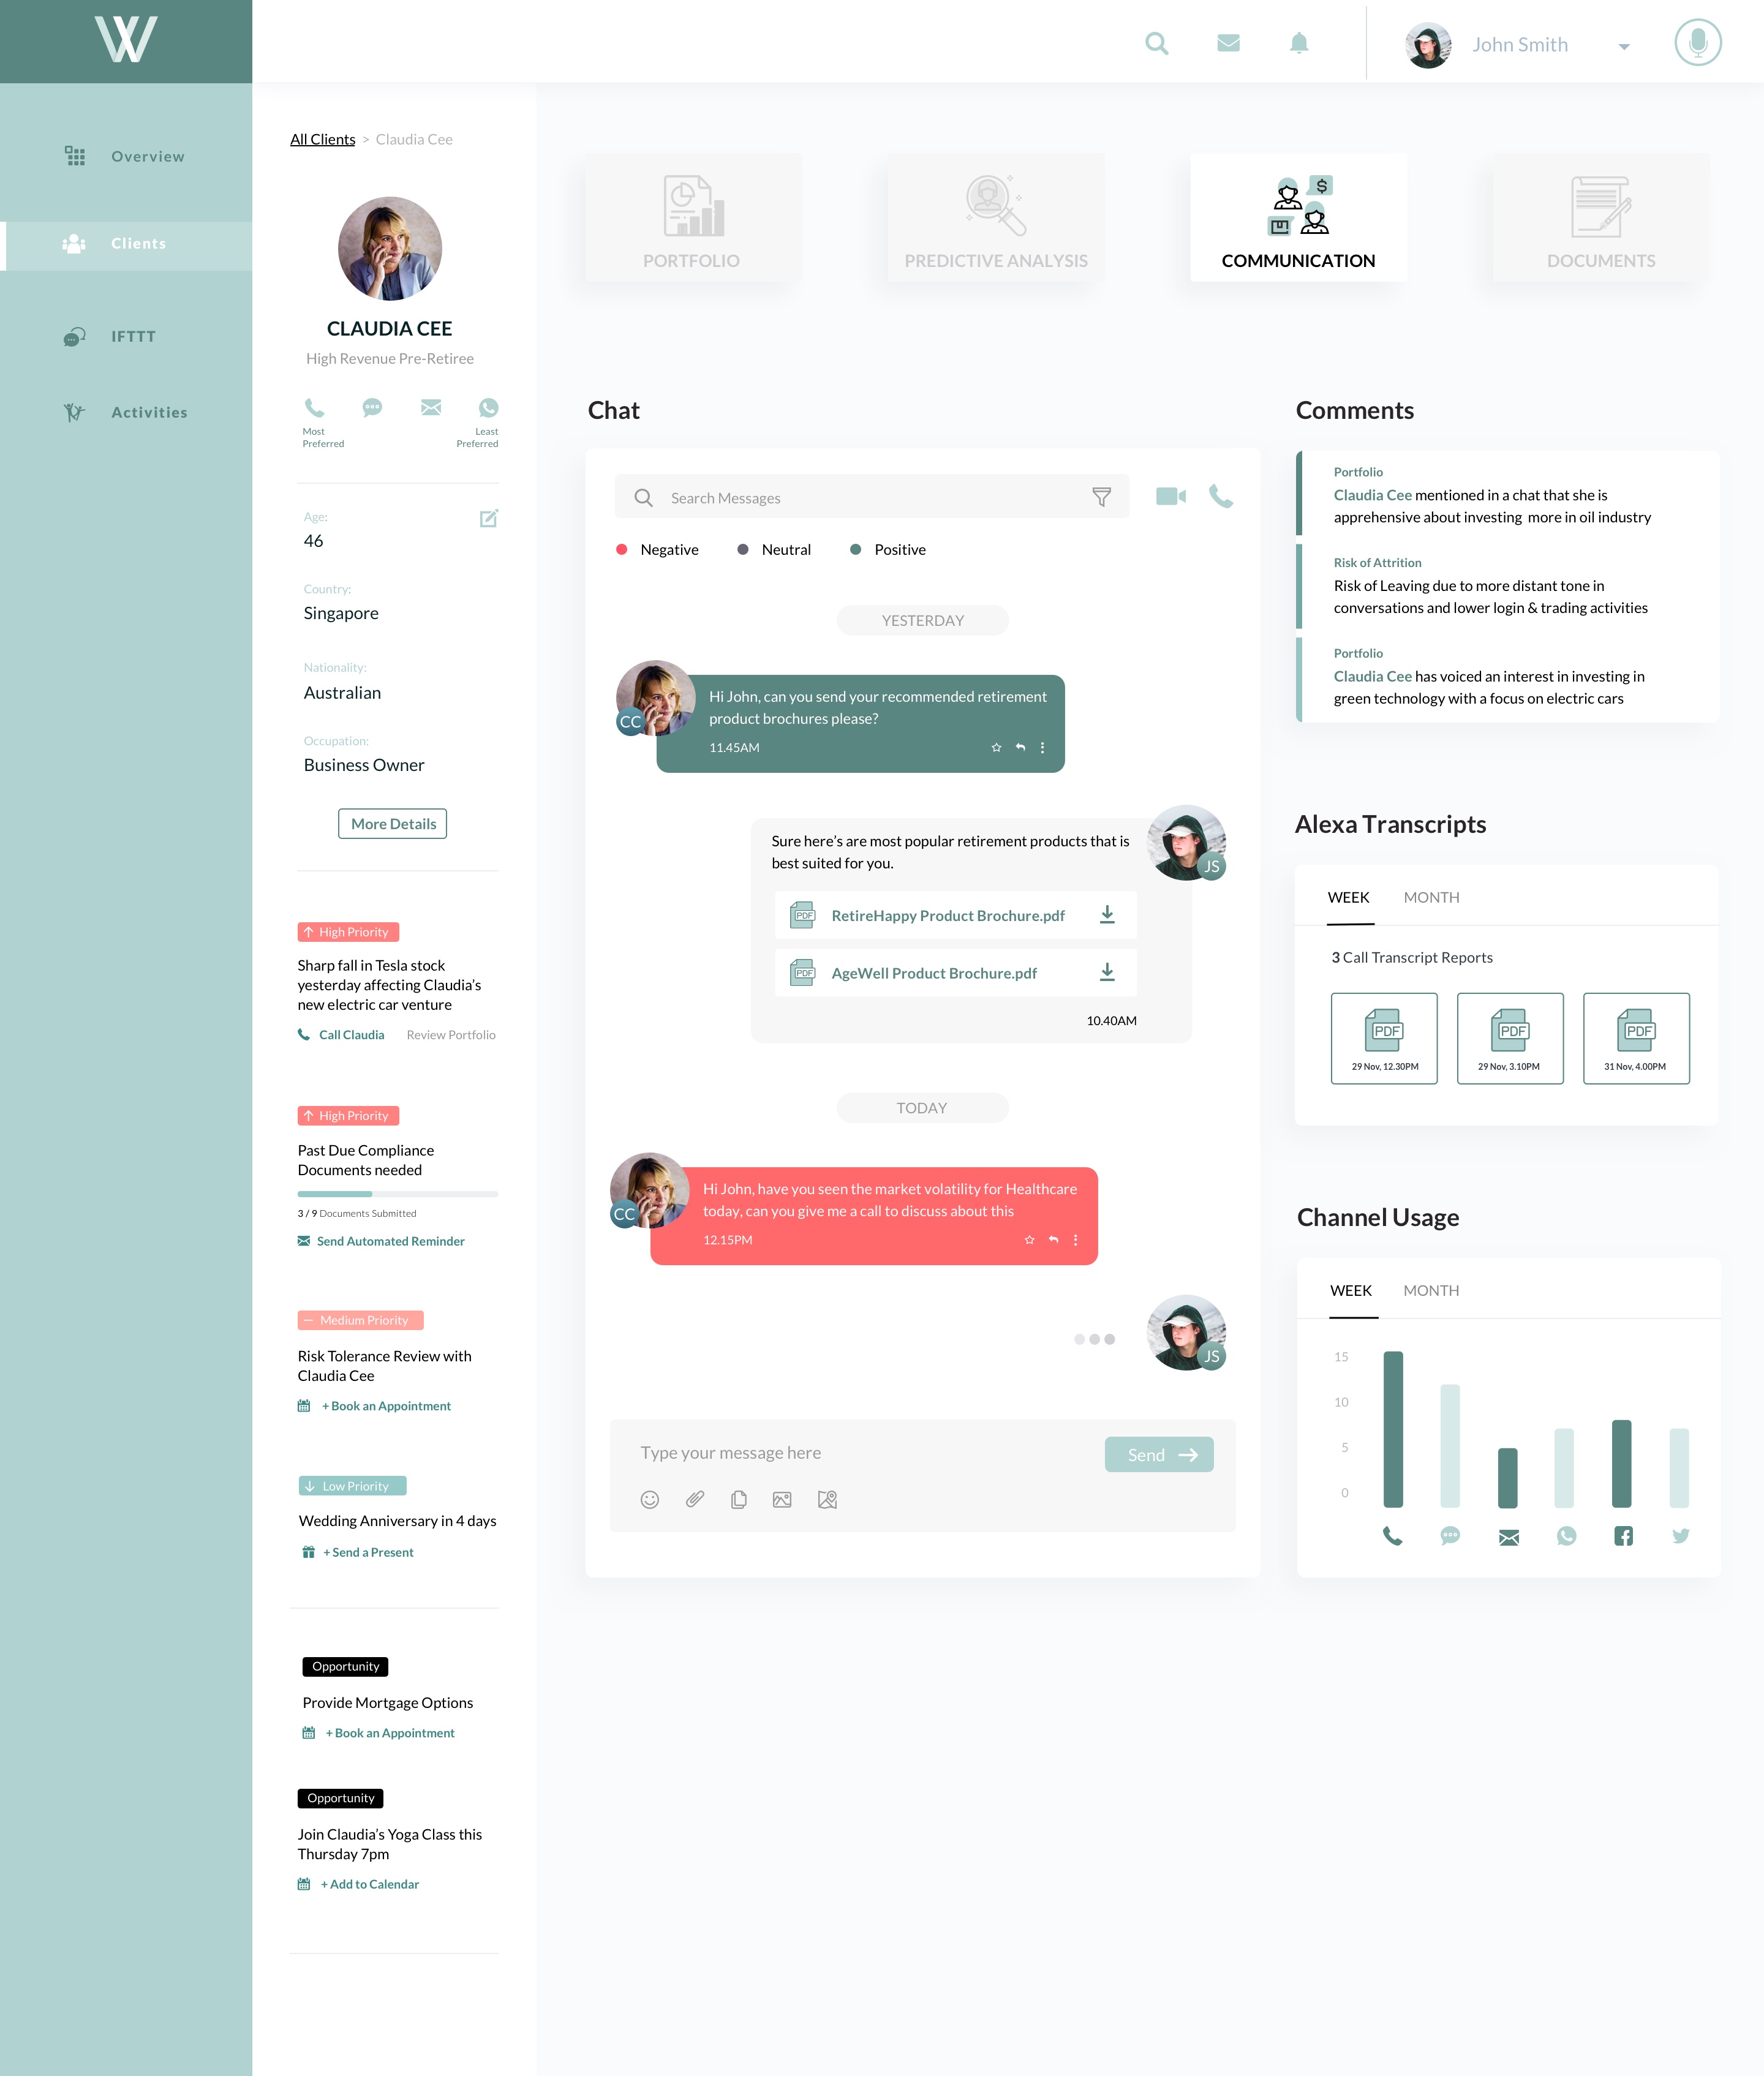 W
John Smith
Overview
Clients
IFTTT
Activities
All Clients > Claudia Cee
CLAUDIA CEE
High Revenue Pre-Retiree
Most
Preferred
Least
Preferred
Age:
46
Country:
Singapore
Nationality:
Australian
Occupation:
Business Owner
More Details
High Priority
Sharp fall in Tesla stock
yesterday affecting Claudia’s
new electric car venture
Call Claudia Review Portfolio
High Priority
Past Due Compliance
Documents needed
3 / 9 Documents Submitted
Send Automated Reminder
Medium Priority
Risk Tolerance Review with
Claudia Cee
+ Book an Appointment
Low Priority
Wedding Anniversary in 4 days
+ Send a Present
Opportunity
Provide Mortgage Options
+ Book an Appointment
Opportunity
Join Claudia’s Yoga Class this
Thursday 7pm
+ Add to Calendar
PORTFOLIO
PREDICTIVE ANALYSIS
$
COMMUNICATION
DOCUMENTS
Chat
Search Messages
Negative Neutral Positive
YESTERDAY
CC
Hi John, can you send your recommended retirement
product brochures please?
11.45AM
Sure here’s are most popular retirement products that is
best suited for you.
JS
PDF RetireHappy Product Brochure.pdf
PDF AgeWell Product Brochure.pdf
10.40AM
TODAY
CC
Hi John, have you seen the market volatility for Healthcare
today, can you give me a call to discuss about this
12.15PM
JS
Type your message here
Send
Comments
Portfolio
Claudia Cee mentioned in a chat that she is
apprehensive about investing more in oil industry
Risk of Attrition
Risk of Leaving due to more distant tone in
conversations and lower login & trading activities
Portfolio
Claudia Cee has voiced an interest in investing in
green technology with a focus on electric cars
Alexa Transcripts
WEEK MONTH
3 Call Transcript Reports
PDF PDF PDF
29 Nov, 12.30PM 29 Nov, 3.10PM 31 Nov, 4.00PM
Channel Usage
WEEK MONTH
15
10
5
0